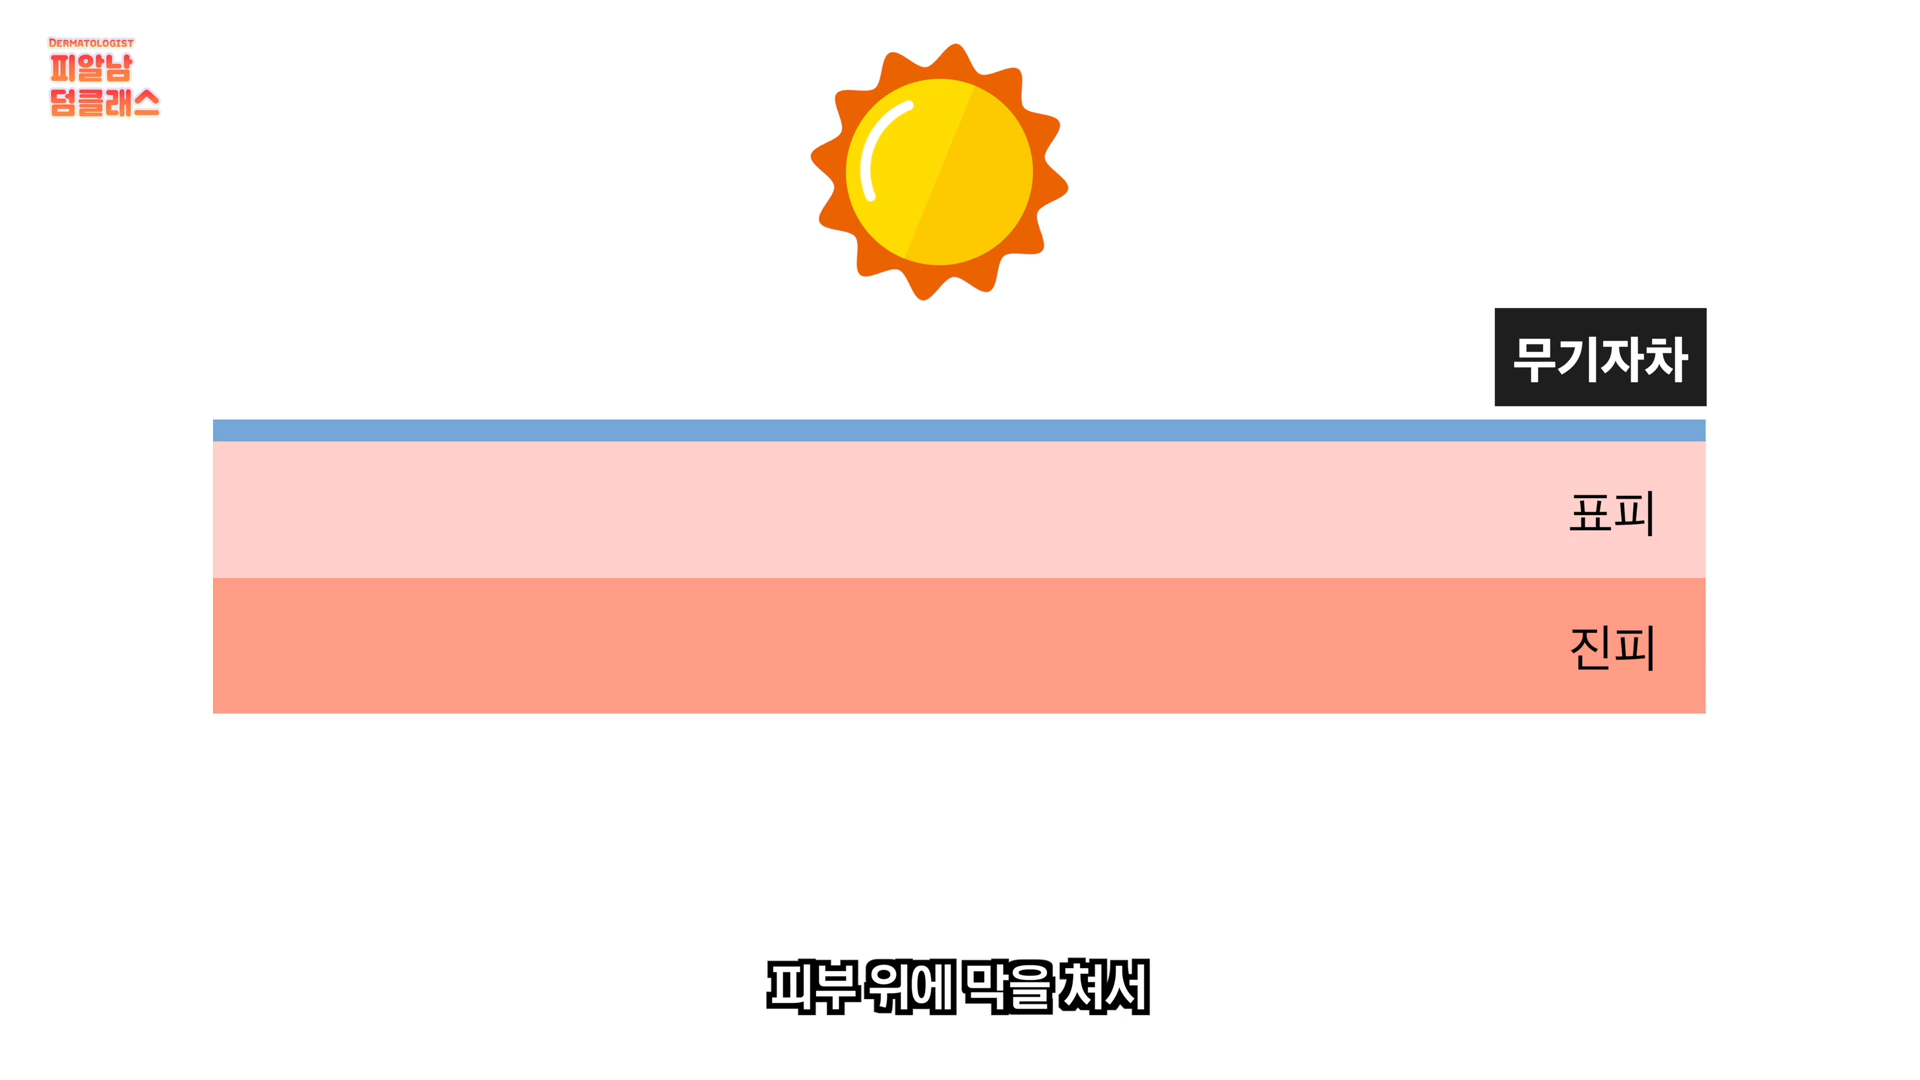 DERMATOLOGIST
피알남
덤클래스
무기자차
표피
진피
피부 위에 막을 쳐서